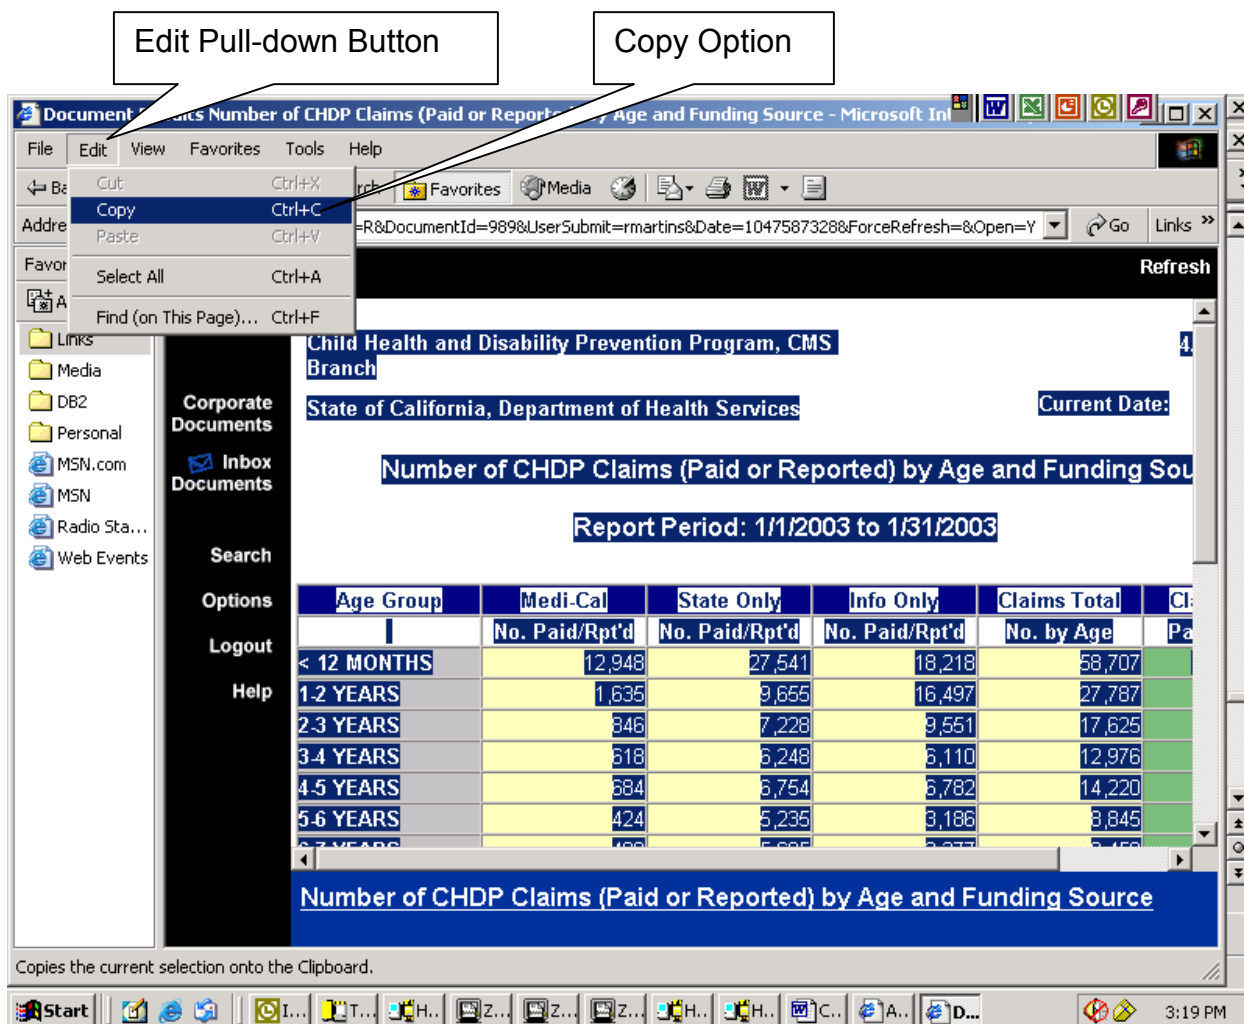 Edit Pull-down Button
Copy Option
of CHDP Claims (Paid or
Age and Funding Source - Microsoft
File Edit View Favorites Tools Help
Cut Ctrl+X
Favorites Media
Copy Ctrl+C
=R&DocumentId=989&UserSubmit=rmartins&Date=1047587328&ForceRefresh=&Open=Y Go Links »
Paste Ctrl+V
Select All Ctrl+A
Find (on This Page)... Ctrl+F
Refresh
Links
Media
DB2
Personal
MSN.com
MSN
Radio Sta...
Web Events
Corporate
Documents
Inbox
Documents
Search
Options
Logout
Help
Child Health and Disability Prevention Program, CMS
Branch
State of California, Department of Health Services
Current Date:
Number of CHDP Claims (Paid or Reported) by Age and Funding
Report Period: 1/1/2003 to 1/31/2003
Age Group Medi-Cal State Only Info Only Claims Total
No. Paid/Rpt'd No. Paid/Rpt'd No. Paid/Rpt'd No. by Age
< 12 MONTHS 12,948 27,541 18,218 58,707
1-2 YEARS 1,635 9,655 16,497 27,787
2-3 YEARS 846 7,228 9,551 17,625
3-4 YEARS 618 6,248 6,110 12,976
4-5 YEARS 684 6,754 6,782 14,220
5-6 YEARS 424 5,235 3,186 8,845
Number of CHDP Claims (Paid or Reported) by Age and Funding Source
Copies the current selection onto the Clipboard.
Start I... T... H.. Z... Z... Z... H.. H.. C.. A.. D... 3:19 PM